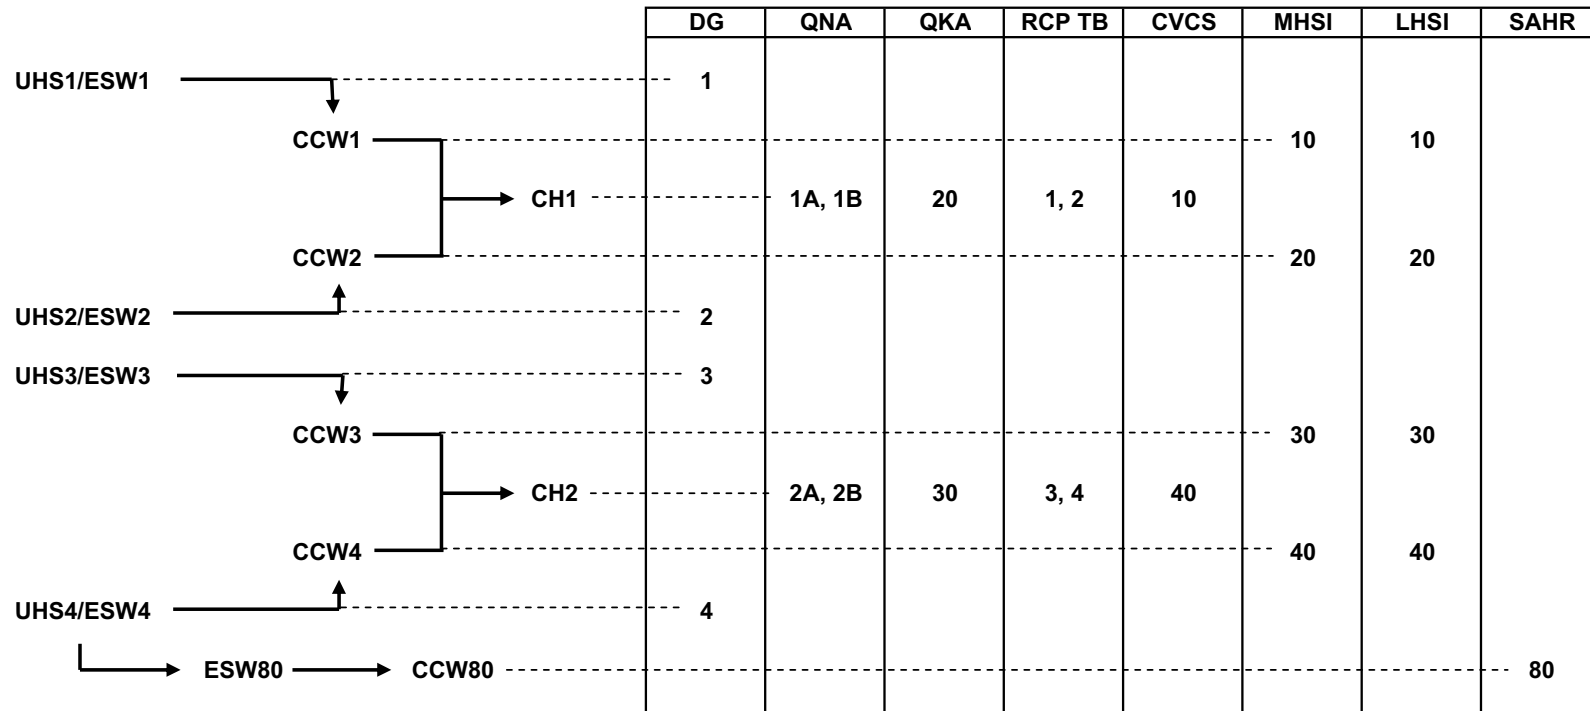 DG QNA QKA RCP TB CVCS MHSI LHSI SAHR
UHS1/ESW1 1
CCW1 10 10
CH1 1A, 1B 20 1, 2 10
CCW2 20 20
UHS2/ESW2 2
UHS3/ESW3 3
CCW3 30 30
CH2 2A, 2B 30 3, 4 40
CCW4 40 40
UHS4/ESW4 4
ESW80 CCW80 80